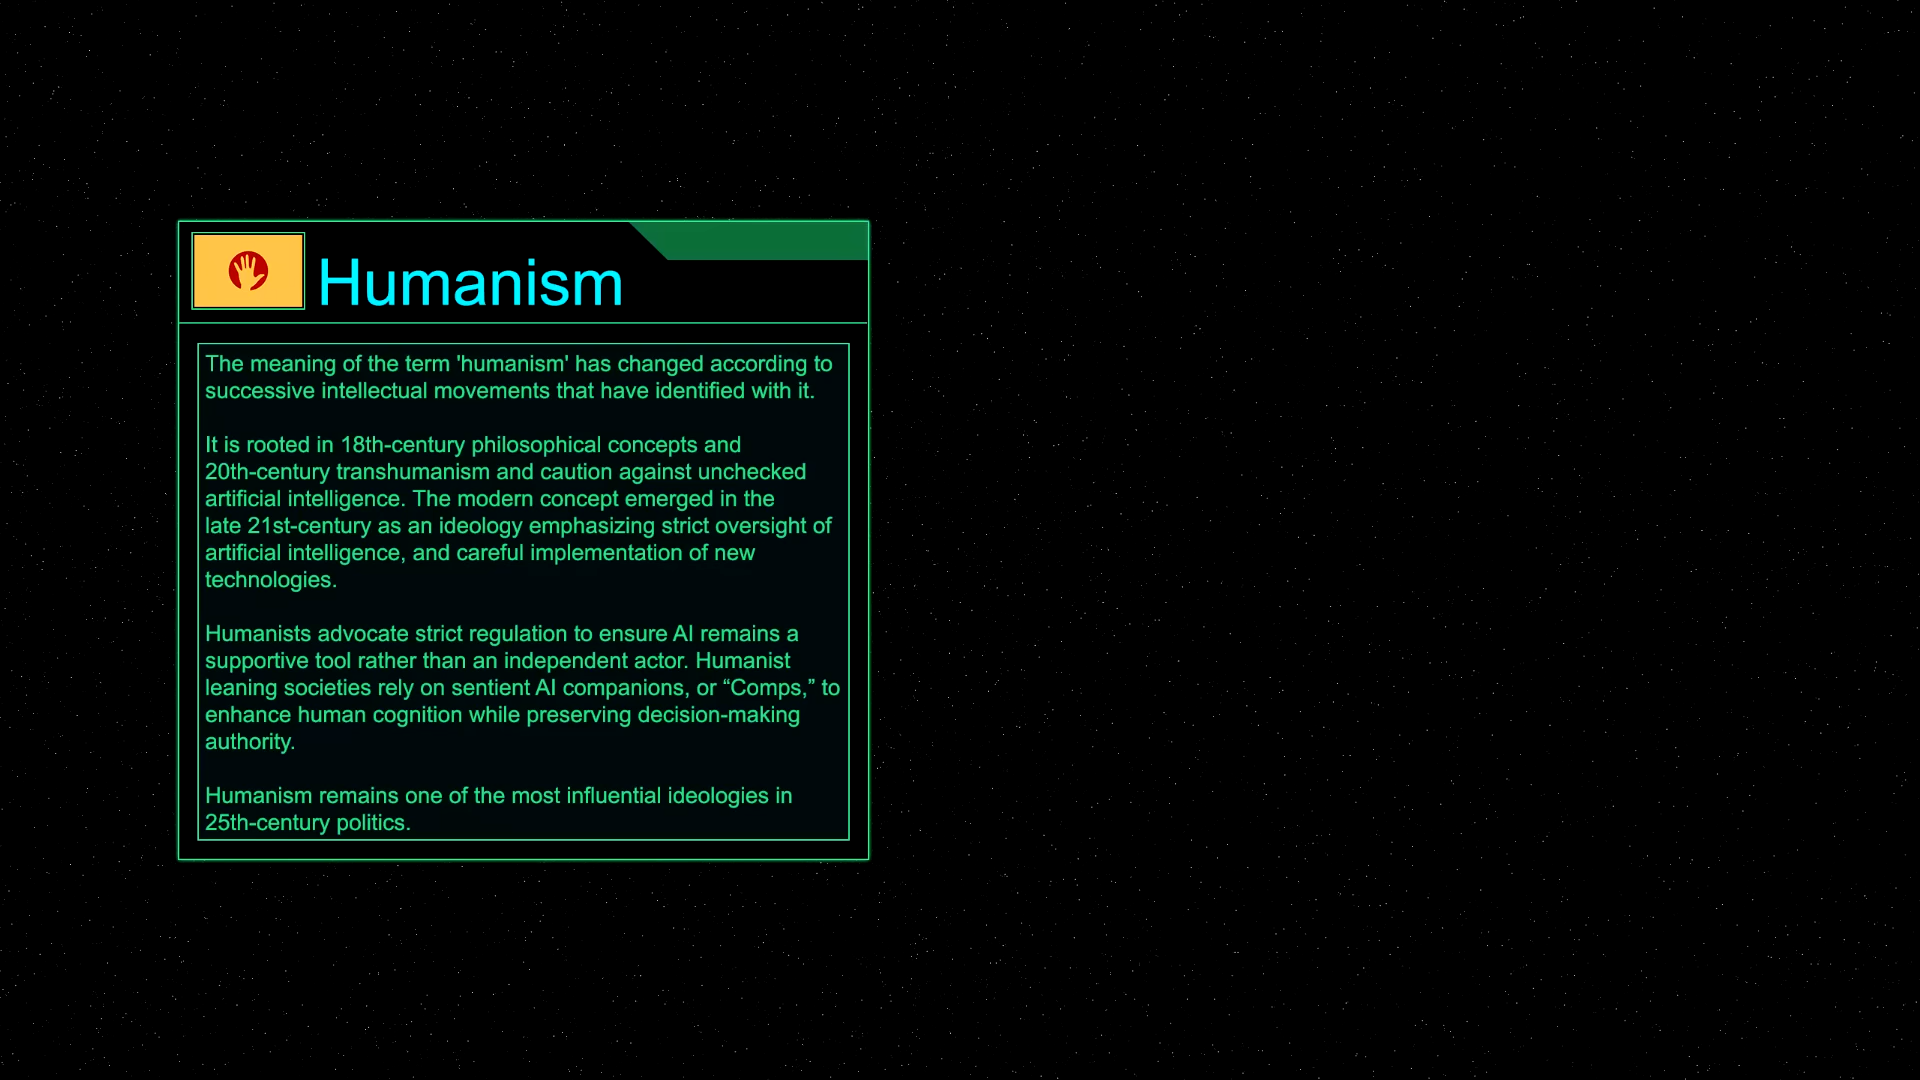 Humanism
The meaning of the term 'humanism' has changed according to
successive intellectual movements that have identified with it.
It is rooted in 18th-century philosophical concepts and
20th-century transhumanism and caution against unchecked
artificial intelligence. The modern concept emerged in the
late 21st-century as an ideology emphasizing strict oversight of
artificial intelligence, and careful implementation of new
technologies.
Humanists advocate strict regulation to ensure AI remains a
supportive tool rather than an independent actor. Humanist
leaning societies rely on sentient AI companions, or “Comps,” to
enhance human cognition while preserving decision-making
authority.
Humanism remains one of the most influential ideologies in
25th-century politics.